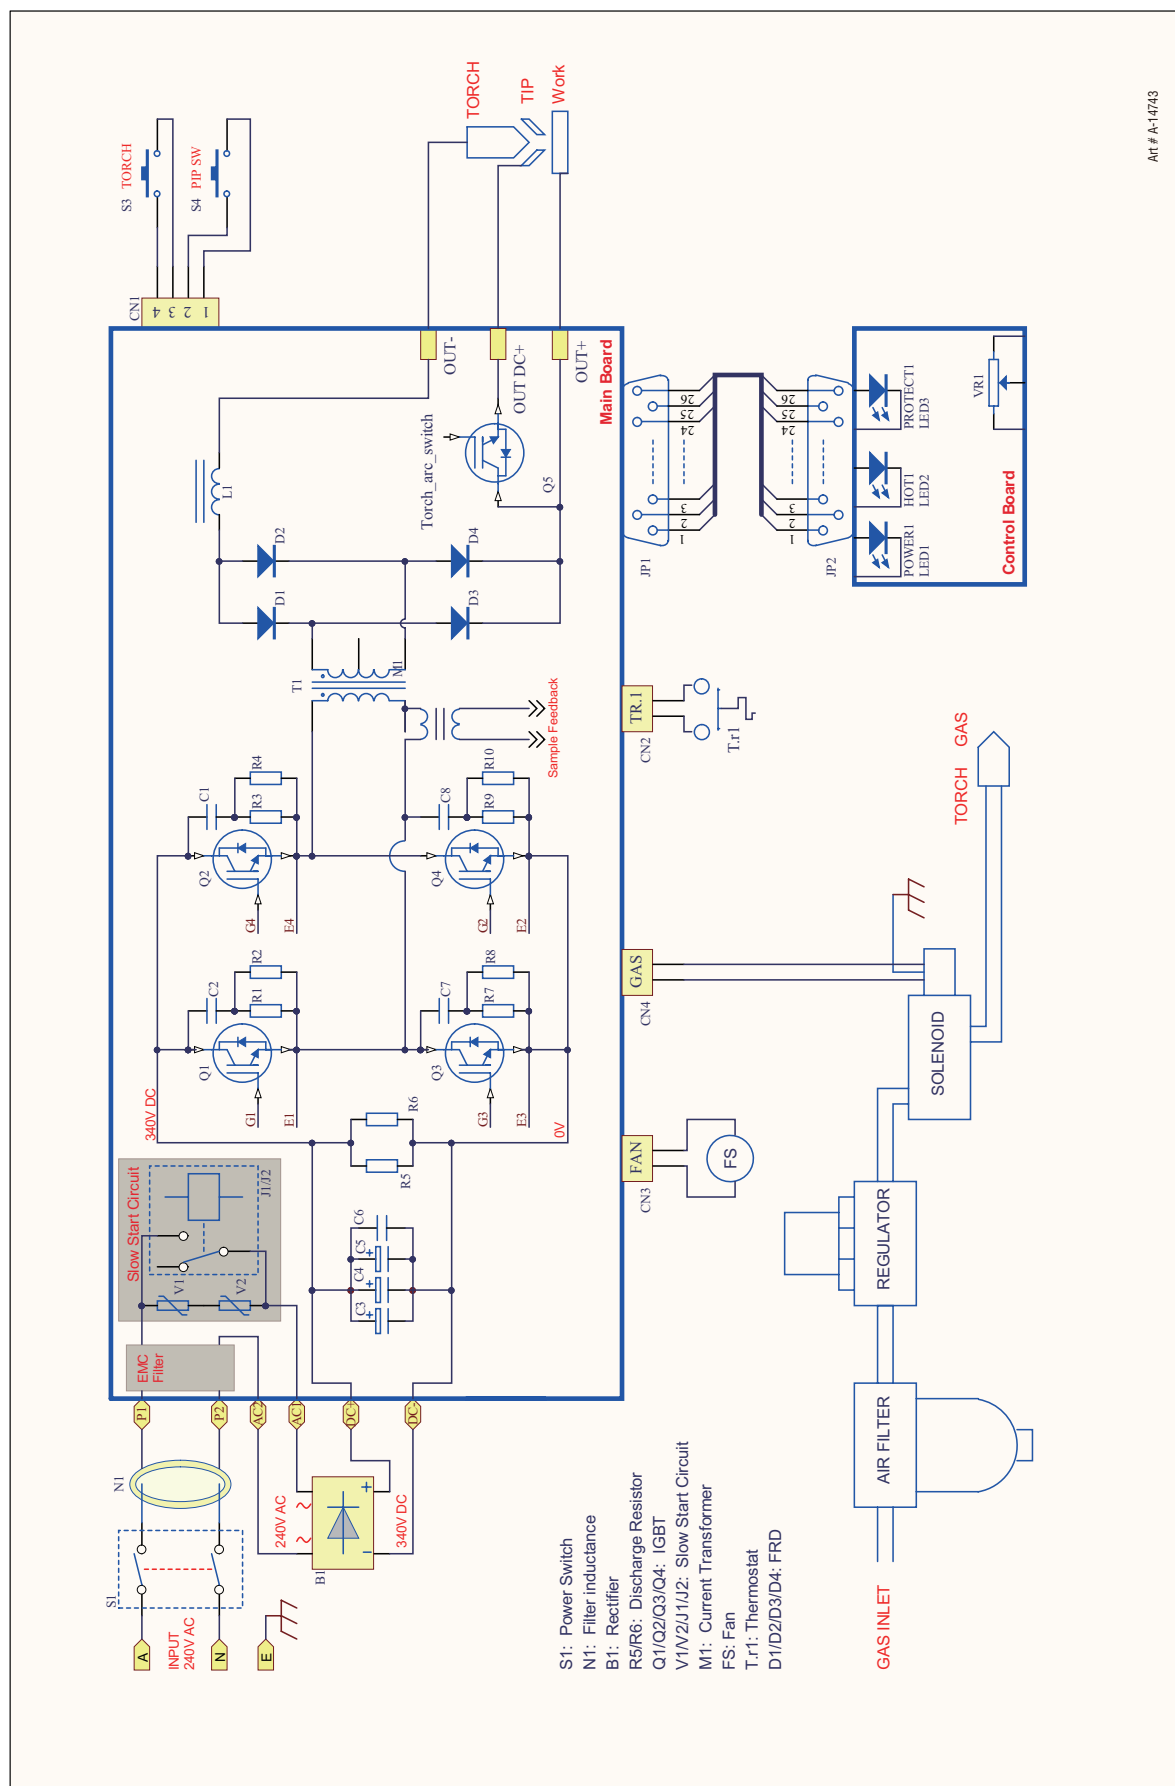 Art # A-14743
S3 TORCH
S4 PIP SW
CN1
4 3 2 1
TORCH
TIP
Work
OUT-
OUT DC+
OUT+
Main Board
Torch_arc_switch
Q5
L1
D2
D4
D1
D3
T1
M1
Sample Feedback
C1
R4
R3
Q2
G4
E4
C8
R10
R9
Q4
G2
E2
C2
R2
R1
Q1
G1
E1
C7
R8
R7
Q3
G3
E3
340V DC
0V
R6
R5
C6
C5
C4
C3
+
+
+
Slow Start Circuit
J1/J2
V1
V2
EMC
Filter
P1
P2
AC2
AC1
DC+
DC-
N1
S1
A
INPUT
240V AC
N
E
240V AC
B1
+
-
340V DC
JP1
1 2 3 24 25 26
JP2
1 2 3 24 25 26
PROTECT1
LED3
HOT1
LED2
POWER1
LED1
VR1
Control Board
TR.1
CN2
T.r1
GAS
CN4
FAN
CN3
FS
S1: Power Switch
N1: Filter inductance
B1: Rectifier
R5/R6: Discharge Resistor
Q1/Q2/Q3/Q4: IGBT
V1/V2/J1/J2: Slow Start Circuit
M1: Current Transformer
FS: Fan
T.r1: Thermostat
D1/D2/D3/D4: FRD
GAS INLET
AIR FILTER
REGULATOR
SOLENOID
TORCH GAS